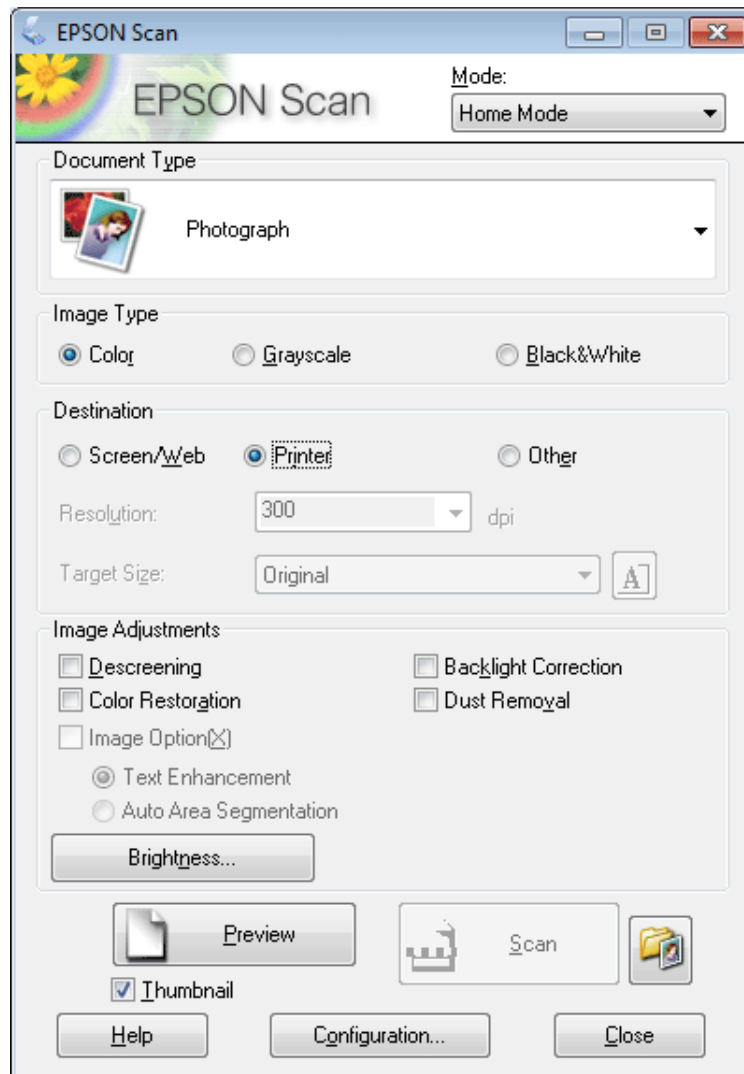 EPSON Scan
EPSON Scan
Mode:
Home Mode
Document Type
Photograph
Image Type
Color Grayscale Black&White
Destination
Screen/Web Printer Other
Resolution: 300 dpi
Target Size: Original A
Image Adjustments
Descreening Backlight Correction
Color Restoration Dust Removal
Image Option(X)
Text Enhancement
Auto Area Segmentation
Brightness...
Preview Scan
Thumbnail
Help Configuration... Close